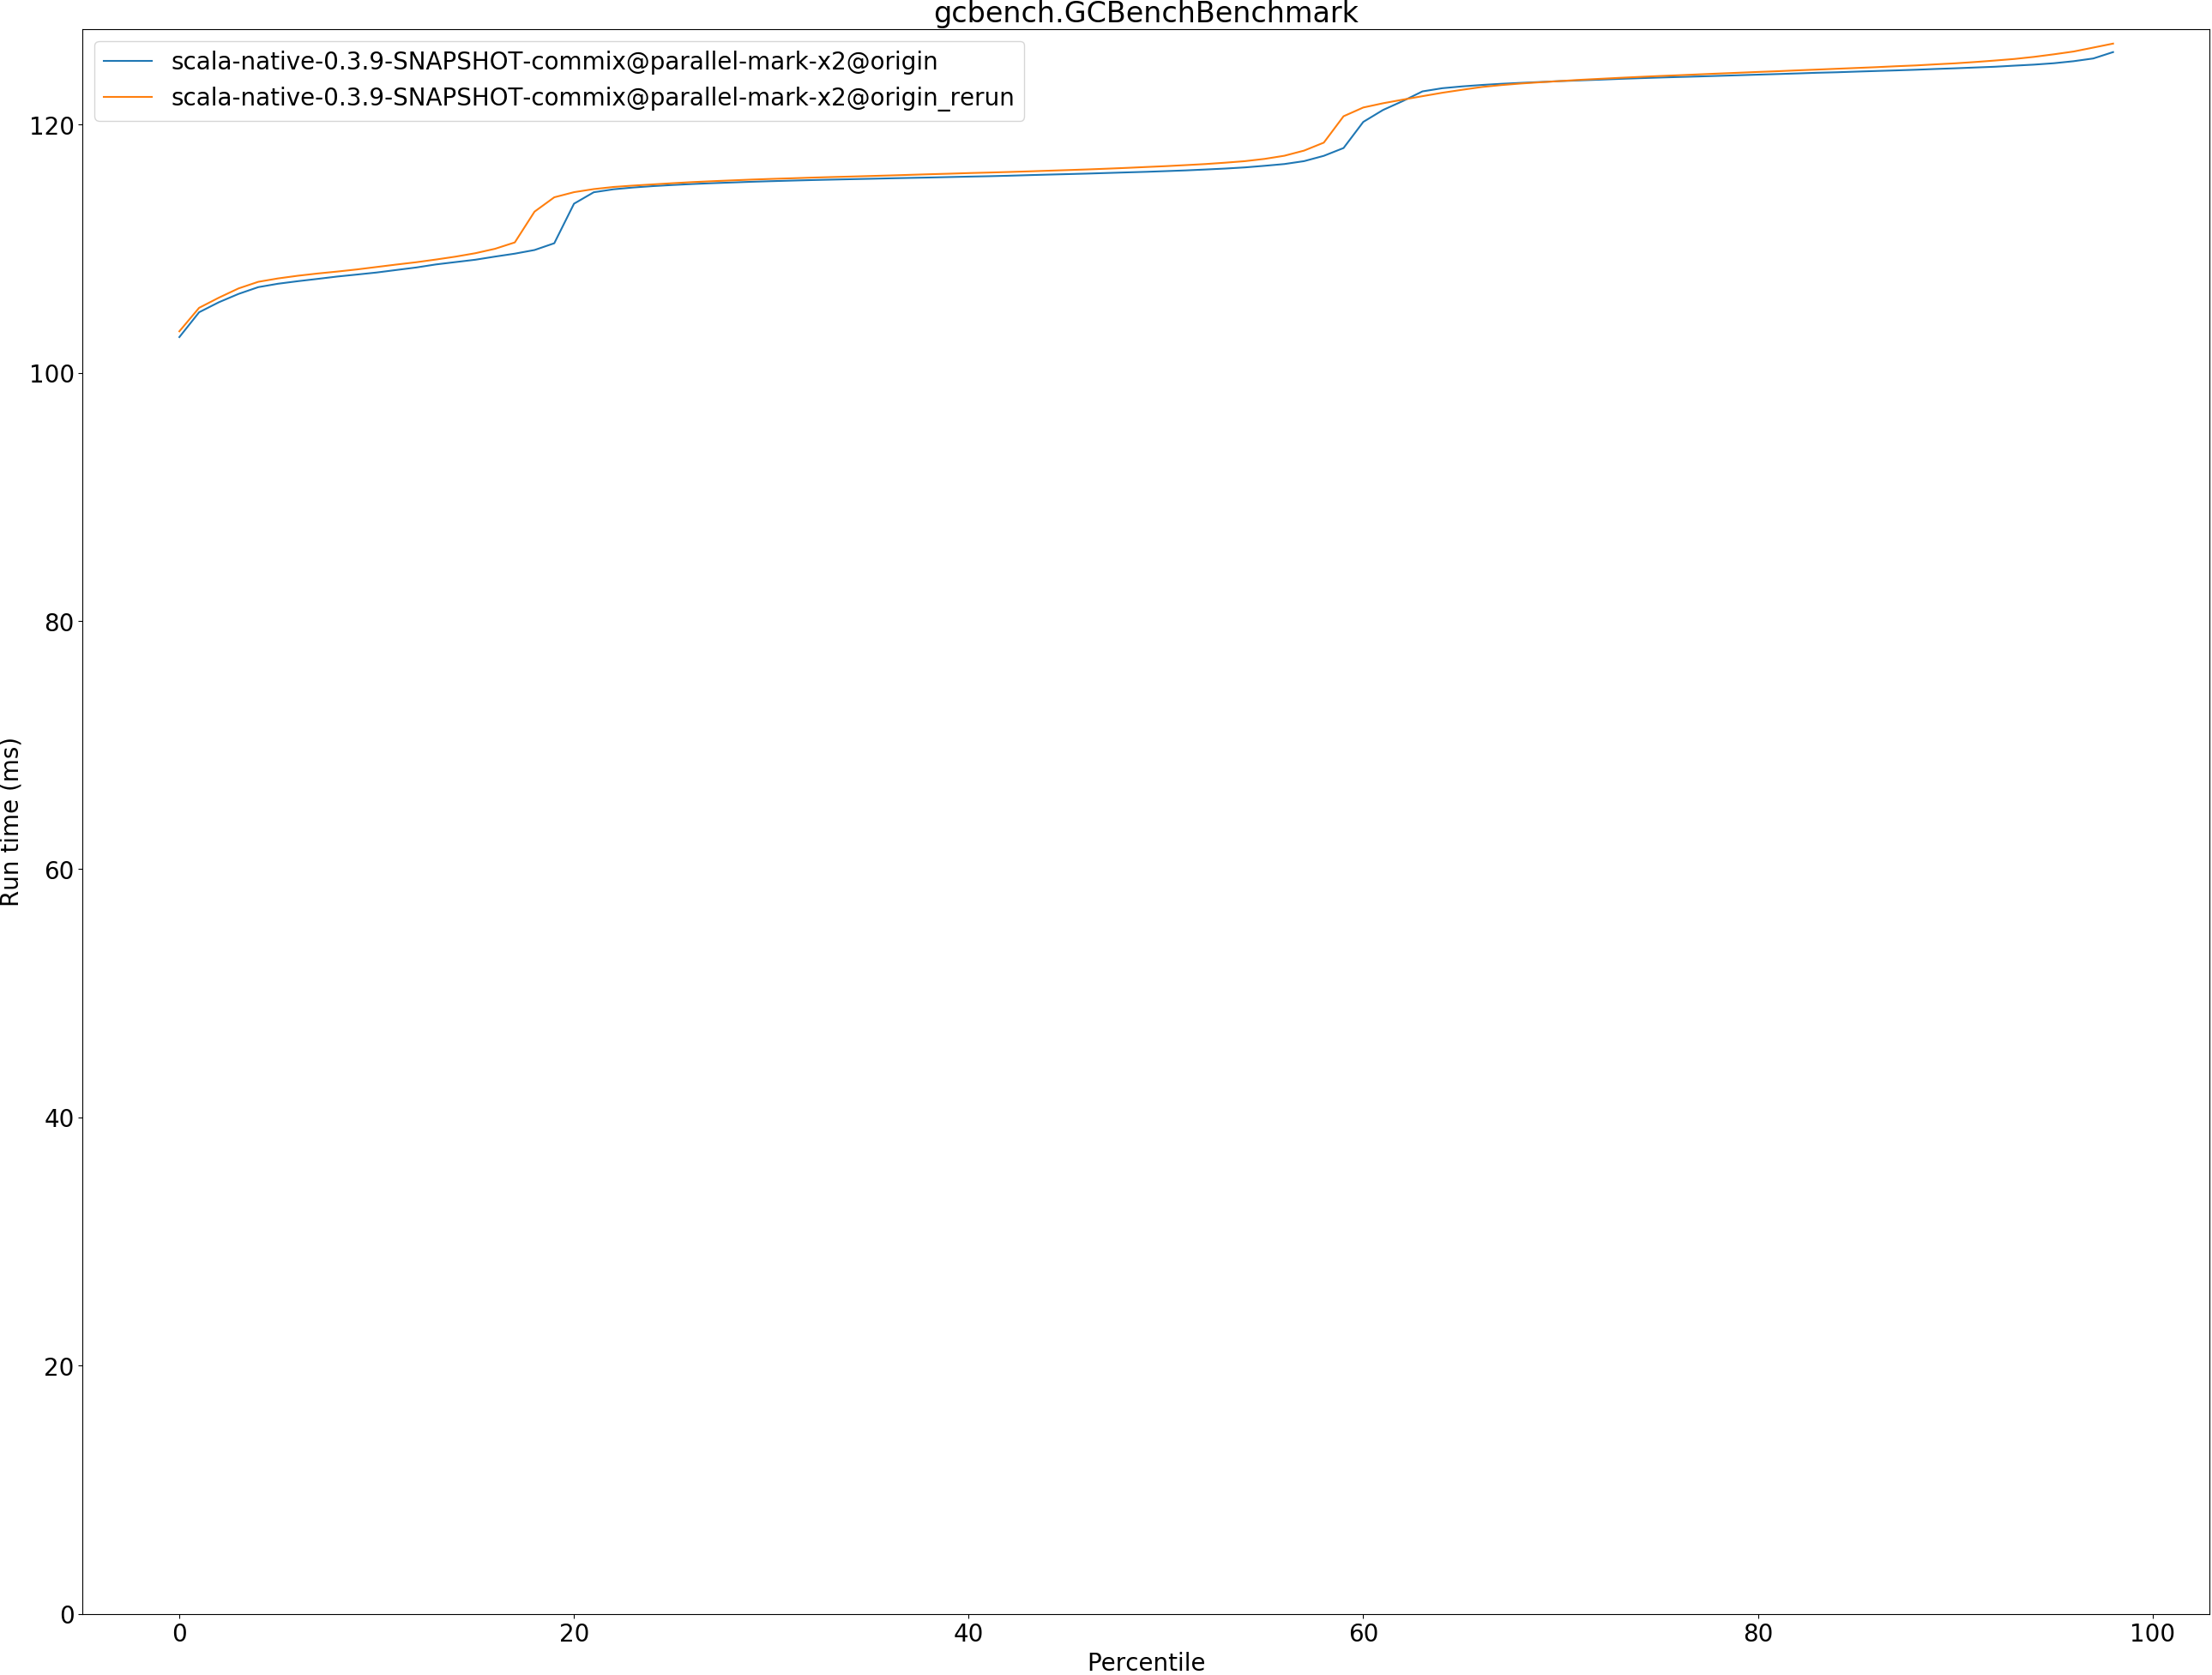 gcbench.GCBenchBenchmark
scala-native-0.3.9-SNAPSHOT-commix@parallel-mark-x2@origin
scala-native-0.3.9-SNAPSHOT-commix@parallel-mark-x2@origin_rerun
120
100
80
60
40
20
0
Run time (ms)
0 20 40 60 80 100
Percentile